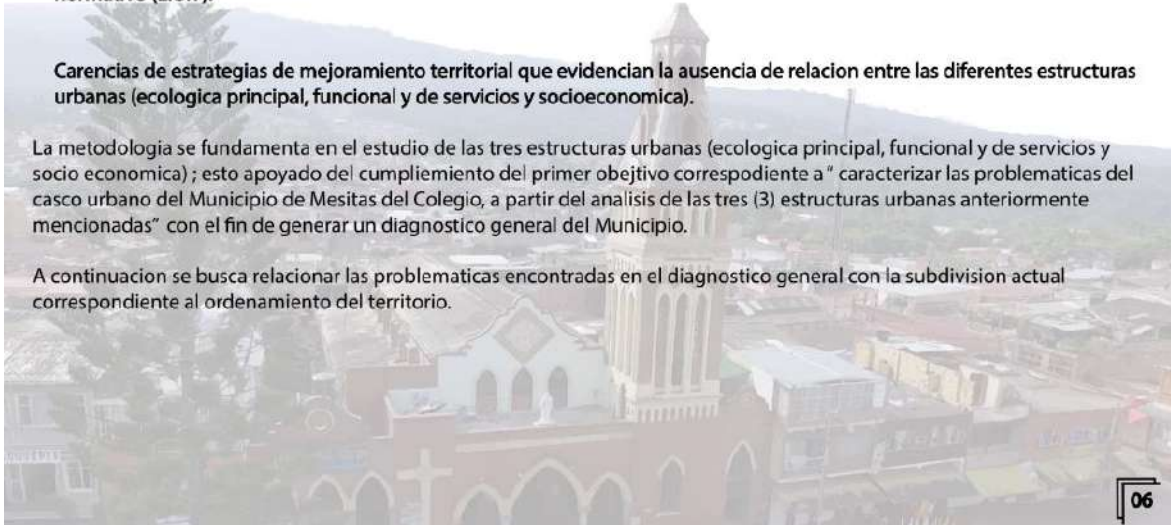 Carencias de estrategias de mejoramiento territorial que evidencian la ausencia de relacion entre las diferentes estructuras
urbanas (ecologica principal, funcional y de servicios y socioeconomica).
La metodologia se fundamenta en el estudio de las tres estructuras urbanas (ecologica principal, funcional y de servicios y
socio economica) ; esto apoyado del cumpliemiento del primer obejtivo correspodiente a “ caracterizar las problematicas del
casco urbano del Municipio de Mesitas del Colegio, a partir del analisis de las tres (3) estructuras urbanas anteriormente
mencionadas” con el fin de generar un diagnostico general del Municipio.
A continuacion se busca relacionar las problematicas encontradas en el diagnostico general con la subdivision actual
correspondiente al ordenamiento del territorio.
06